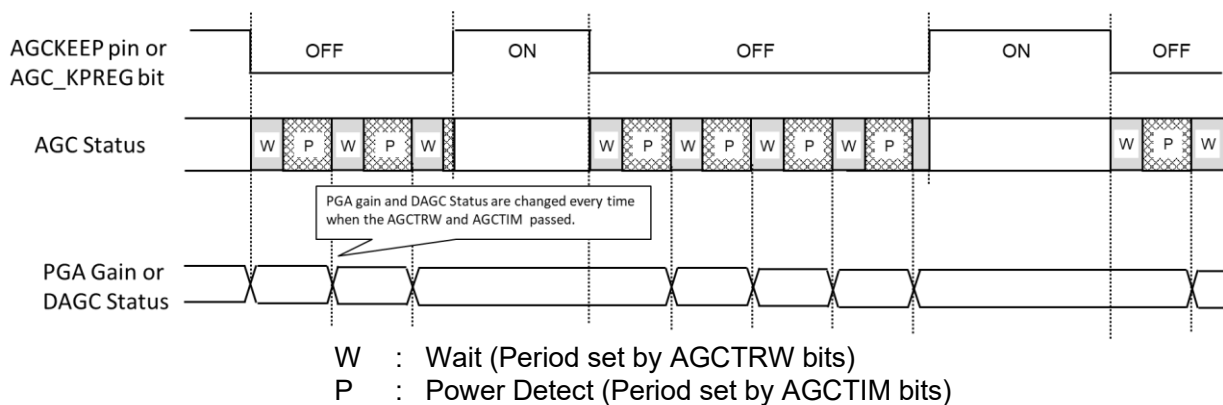 AGCKEEP pin or
AGC_KPREG bit
OFF ON OFF ON OFF
AGC Status
W P W P W W P W P W P W P W P W
PGA gain and DAGC Status are changed every time
when the AGCTRW and AGCTIM passed.
PGA Gain or
DAGC Status
W : Wait (Period set by AGCTRW bits)
P : Power Detect (Period set by AGCTIM bits)